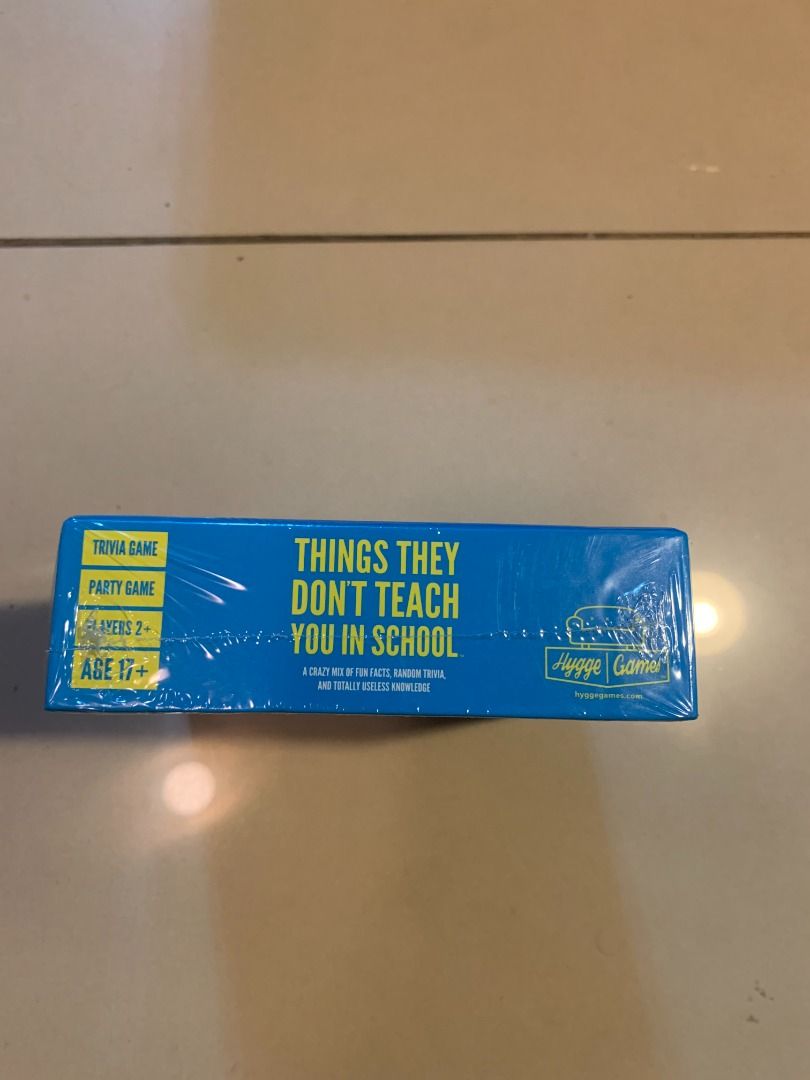 TRIVIA GAME
PARTY GAME
PLAYERS 2+
AGE 17+
THINGS THEY
DON'T TEACH
YOU IN SCHOOL™
A CRAZY MIX OF FUN FACTS, RANDOM TRIVIA,
AND TOTALLY USELESS KNOWLEDGE
Hygge Games
hyggegames.com